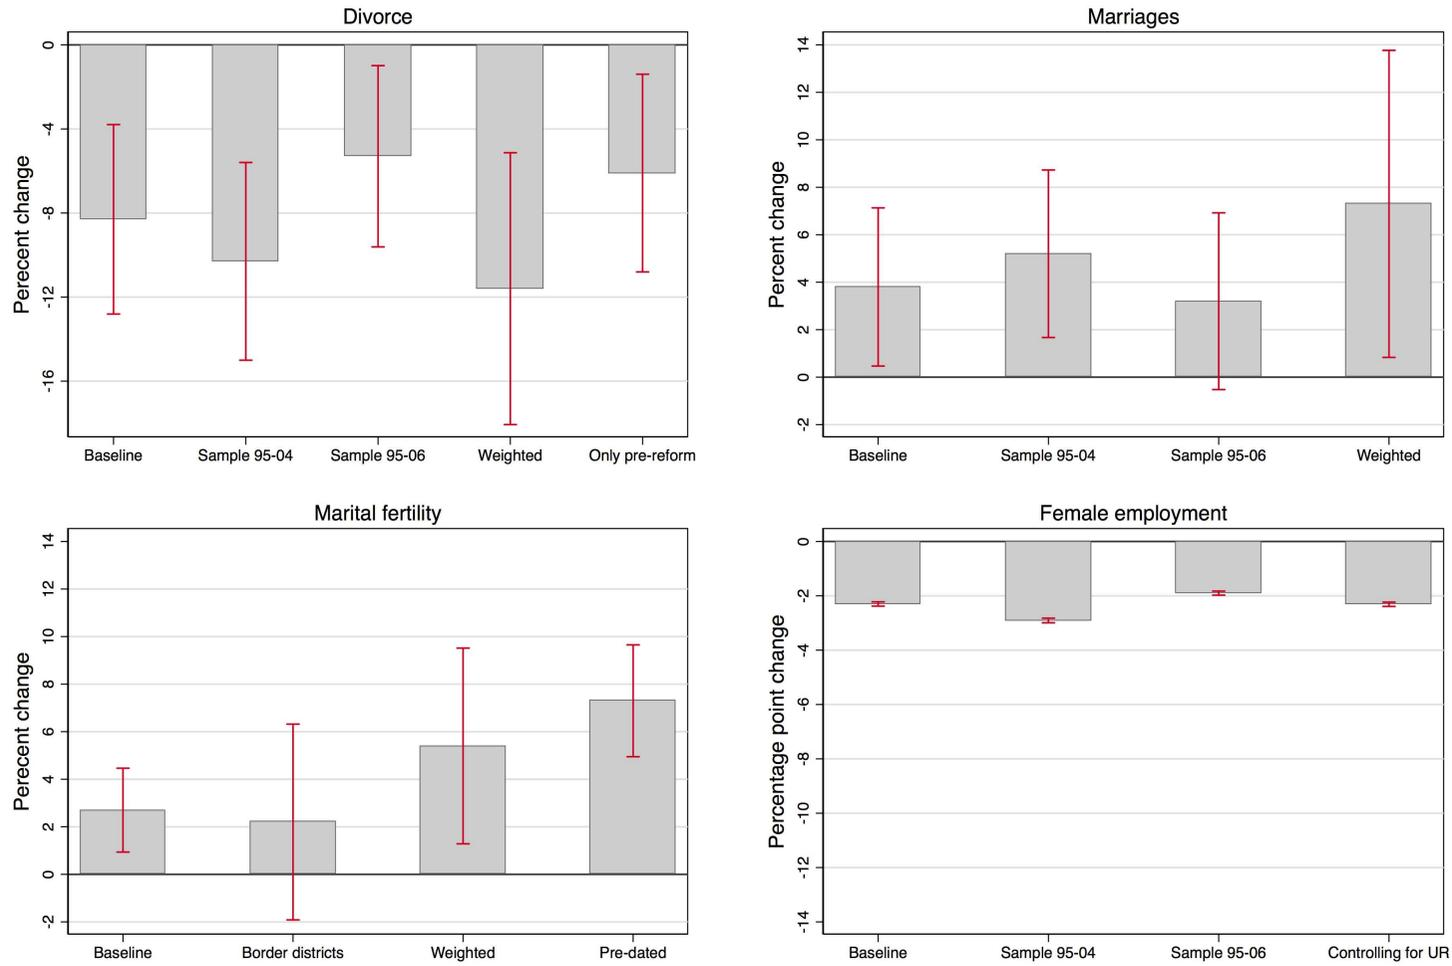 Divorce
Perecent change
0
-4
-8
-12
-16
Baseline
Sample 95-04
Sample 95-06
Weighted
Only pre-reform
Marriages
Percent change
14
12
10
8
6
4
2
0
-2
Baseline
Sample 95-04
Sample 95-06
Weighted
Marital fertility
Perecent change
14
12
10
8
6
4
2
0
-2
Baseline
Border districts
Weighted
Pre-dated
Female employment
Percentage point change
0
-2
-4
-6
-8
-10
-12
-14
Baseline
Sample 95-04
Sample 95-06
Controlling for UR